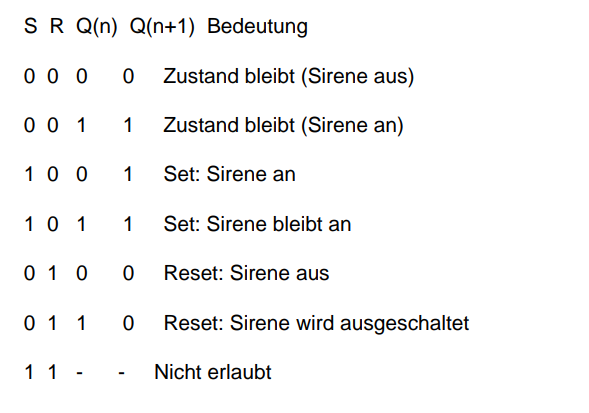 S R Q(n) Q(n+1) Bedeutung
0 0 0 0 Zustand bleibt (Sirene aus)
0 0 1 1 Zustand bleibt (Sirene an)
1 0 0 1 Set: Sirene an
1 0 1 1 Set: Sirene bleibt an
0 1 0 0 Reset: Sirene aus
0 1 1 0 Reset: Sirene wird ausgeschaltet
1 1 - - Nicht erlaubt